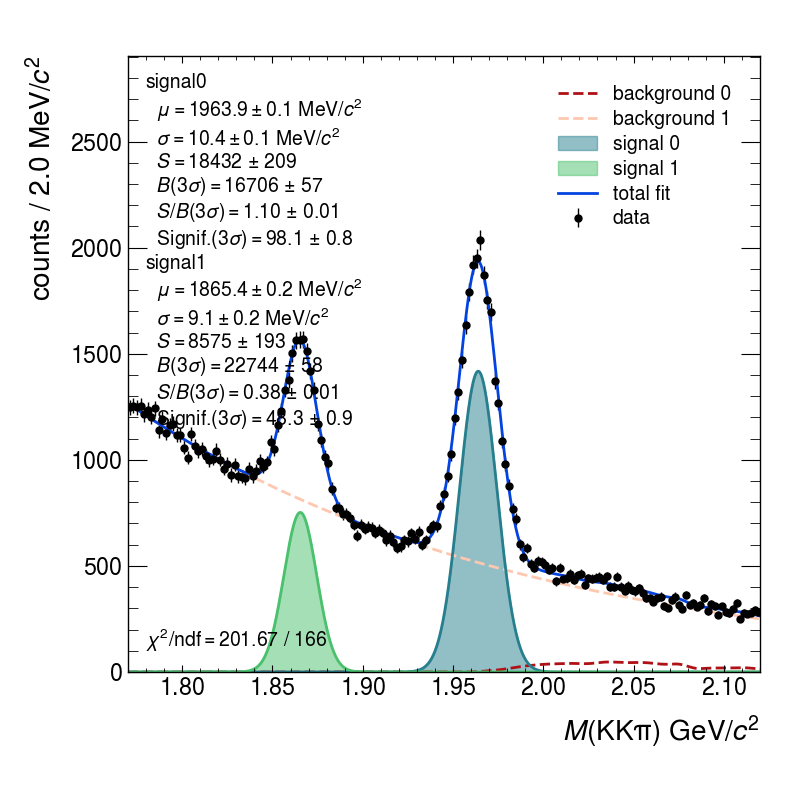 counts / 2.0 MeV/c²
signal0
μ = 1963.9 ± 0.1 MeV/c²
σ = 10.4 ± 0.1 MeV/c²
S = 18432 ± 209
B(3σ) = 16706 ± 57
S/B(3σ) = 1.10 ± 0.01
Signif.(3σ) = 98.1 ± 0.8
signal1
μ = 1865.4 ± 0.2 MeV/c²
σ = 9.1 ± 0.2 MeV/c²
S = 8575 ± 193
B(3σ) = 22744 ± 58
S/B(3σ) = 0.38 ± 0.01
Signif.(3σ) = 48.3 ± 0.9
χ²/ndf = 201.67 / 166
background 0
background 1
signal 0
signal 1
total fit
data
2500
2000
1500
1000
500
0
1.80 1.85 1.90 1.95 2.00 2.05 2.10
M(KKπ) GeV/c²